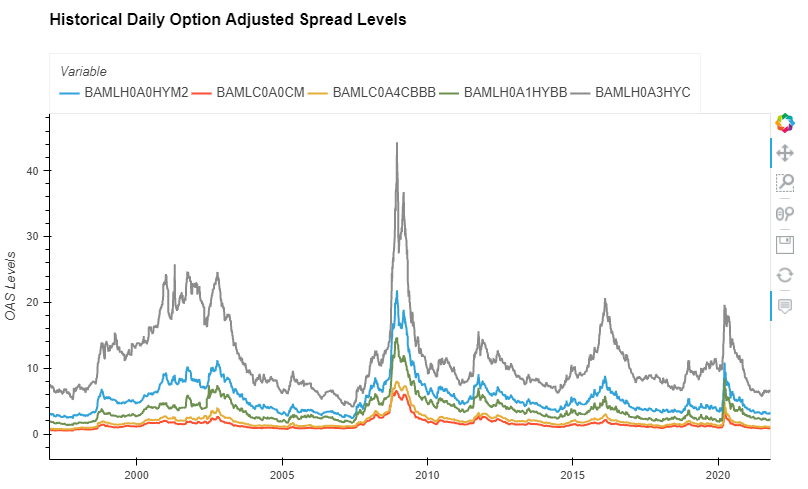 Historical Daily Option Adjusted Spread Levels
Variable
BAMLH0A0HYM2 BAMLC0A0CM BAMLC0A4CBBB BAMLH0A1HYBB BAMLH0A3HYC
40
30
20
10
0
OAS Levels
2000 2005 2010 2015 2020